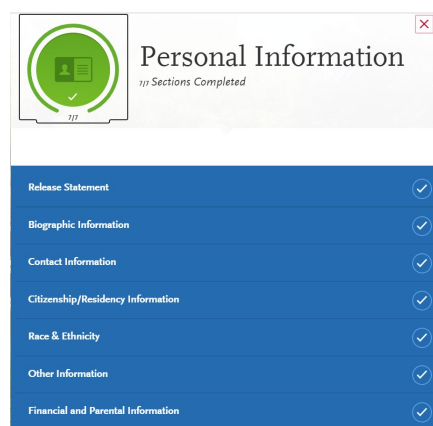 Personal Information
7/7 Sections Completed
7/7
Release Statement
Biographic Information
Contact Information
Citizenship/Residency Information
Race & Ethnicity
Other Information
Financial and Parental Information